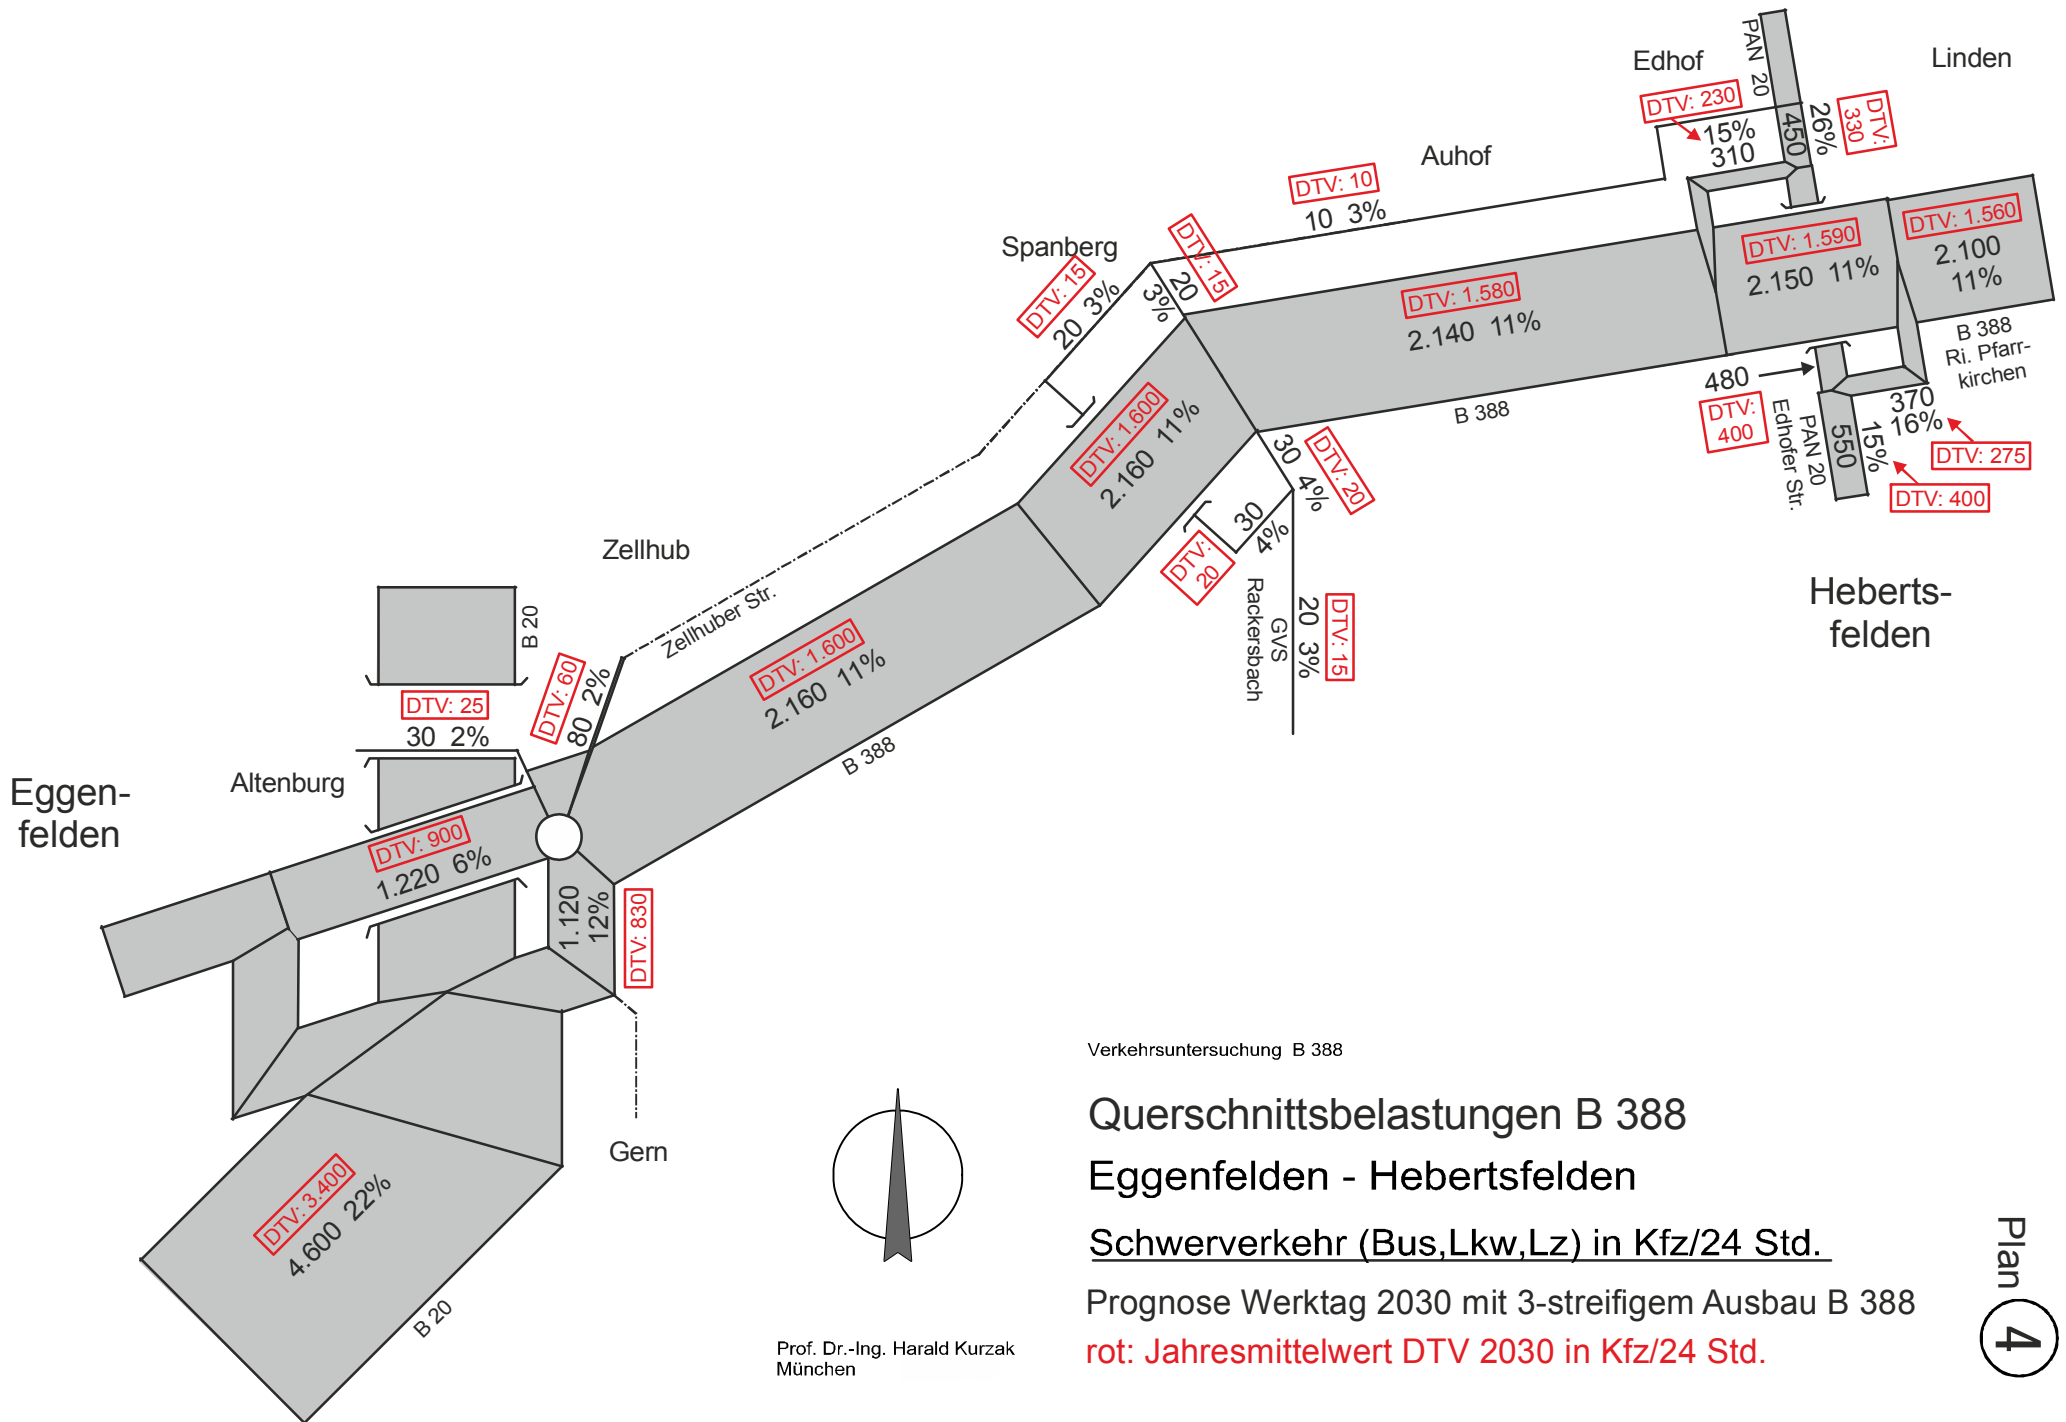 PAN 20
Linden
Edhof
DTV: 230
15%
310
450
26%
DTV:
330
Auhof
DTV: 10
10 3%
Spanberg
DTV: 15
20 3%
DTV: 15
20
3%
DTV: 1.580
2.140 11%
DTV: 1.590
2.150 11%
DTV: 1.560
2.100
11%
B 388
Ri. Pfarr-
kirchen
B 388
480
DTV:
400
PAN 20
Edhofer Str.
550
15%
370
16%
DTV: 275
DTV: 400
DTV: 1.600
2.160 11%
30 4%
DTV: 20
30
4%
DTV:
20
GVS
Rackersbach
20 3%
DTV: 15
Heberts-
felden
Zellhub
Zellhuber Str.
B 20
DTV: 60
80 2%
DTV: 1.600
2.160 11%
B 388
DTV: 25
30 2%
Altenburg
Eggen-
felden
DTV: 900
1.220 6%
1.120
12%
DTV: 830
Gern
DTV: 3.400
4.600 22%
B 20
Verkehrsuntersuchung B 388
Querschnittsbelastungen B 388
Eggenfelden - Hebertsfelden
Schwerverkehr (Bus,Lkw,Lz) in Kfz/24 Std.
Prognose Werktag 2030 mit 3-streifigem Ausbau B 388
rot: Jahresmittelwert DTV 2030 in Kfz/24 Std.
Prof. Dr.-Ing. Harald Kurzak
München
Plan 4